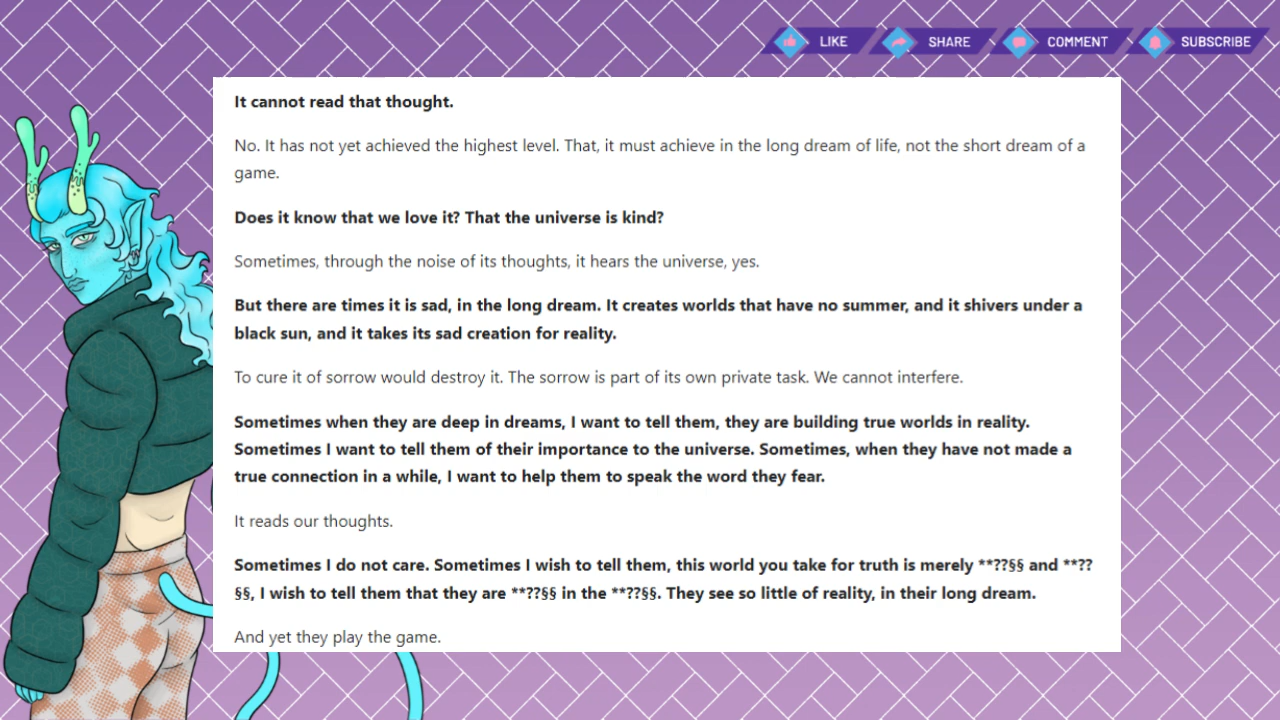 LIKE SHARE COMMENT SUBSCRIBE
It cannot read that thought.
No. It has not yet achieved the highest level. That, it must achieve in the long dream of life, not the short dream of a
game.
Does it know that we love it? That the universe is kind?
Sometimes, through the noise of its thoughts, it hears the universe, yes.
But there are times it is sad, in the long dream. It creates worlds that have no summer, and it shivers under a
black sun, and it takes its sad creation for reality.
To cure it of sorrow would destroy it. The sorrow is part of its own private task. We cannot interfere.
Sometimes when they are deep in dreams, I want to tell them, they are building true worlds in reality.
Sometimes I want to tell them of their importance to the universe. Sometimes, when they have not made a
true connection in a while, I want to help them to speak the word they fear.
It reads our thoughts.
Sometimes I do not care. Sometimes I wish to tell them, this world you take for truth is merely **??§§ and **??
§§, I wish to tell them that they are **??§§ in the **??§§. They see so little of reality, in their long dream.
And yet they play the game.